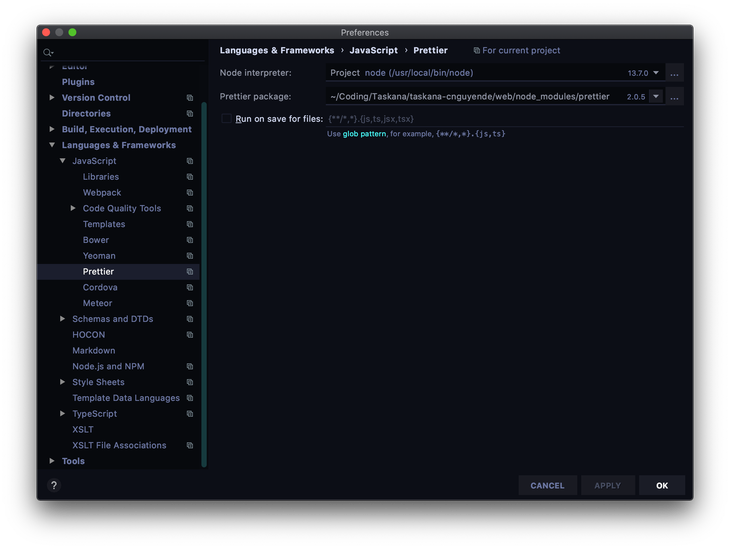 Preferences
Editor
Plugins
Version Control
Directories
Build, Execution, Deployment
Languages & Frameworks
JavaScript
Libraries
Webpack
Code Quality Tools
Templates
Bower
Yeoman
Prettier
Cordova
Meteor
Schemas and DTDs
HOCON
Markdown
Node.js and NPM
Style Sheets
Template Data Languages
TypeScript
XSLT
XSLT File Associations
Tools
?
Languages & Frameworks › JavaScript › Prettier For current project
Node interpreter: Project node (/usr/local/bin/node) 13.7.0 ...
Prettier package: ~/Coding/Taskana/taskana-cnguyende/web/node_modules/prettier 2.0.5 ...
Run on save for files: {**/*,*}.{js,ts,jsx,tsx}
Use glob pattern, for example, {**/*,*}.{js,ts}
CANCEL APPLY OK